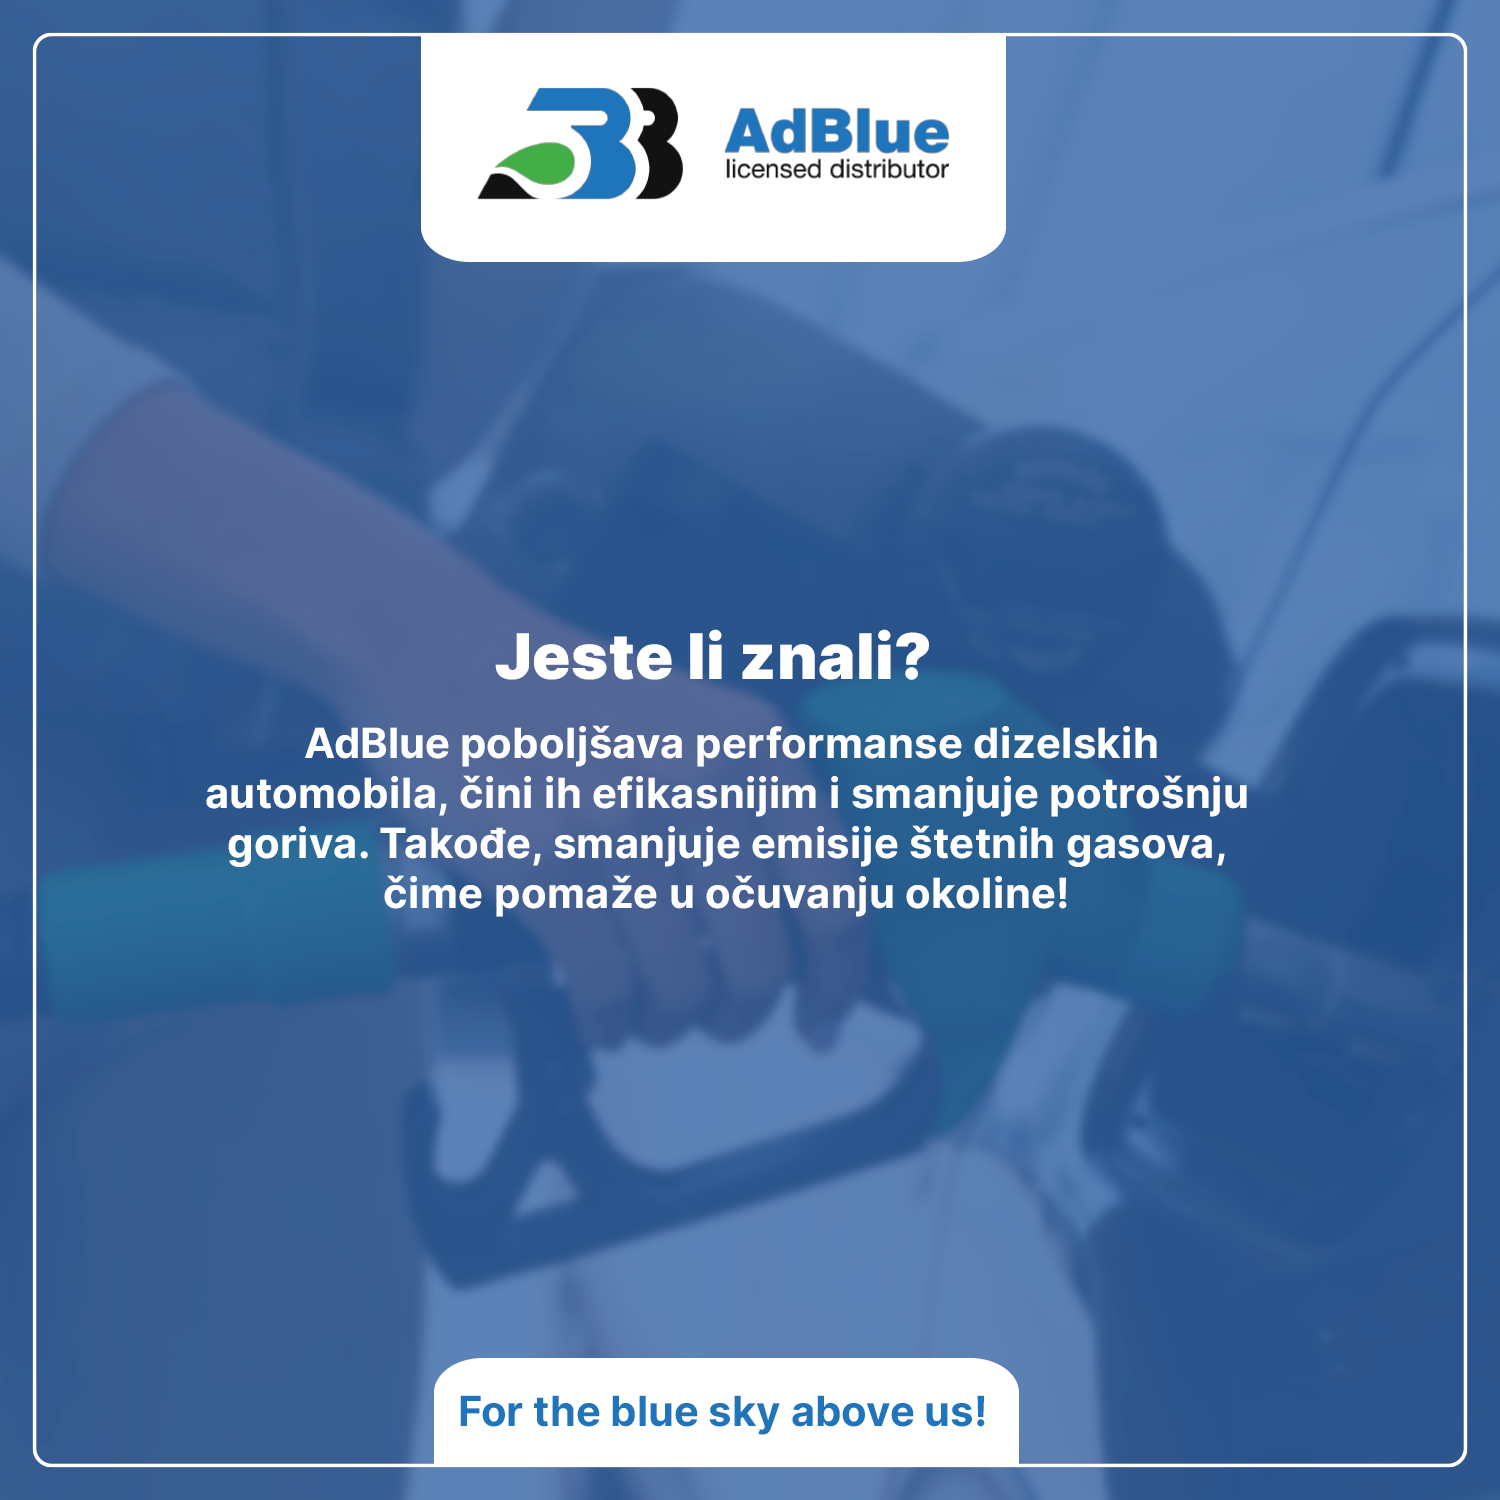 AdBlue
licensed distributor
Jeste li znali?
AdBlue poboljšava performanse dizelskih
automobila, čini ih efikasnijim i smanjuje potrošnju
goriva. Takođe, smanjuje emisije štetnih gasova,
čime pomaže u očuvanju okoline!
For the blue sky above us!